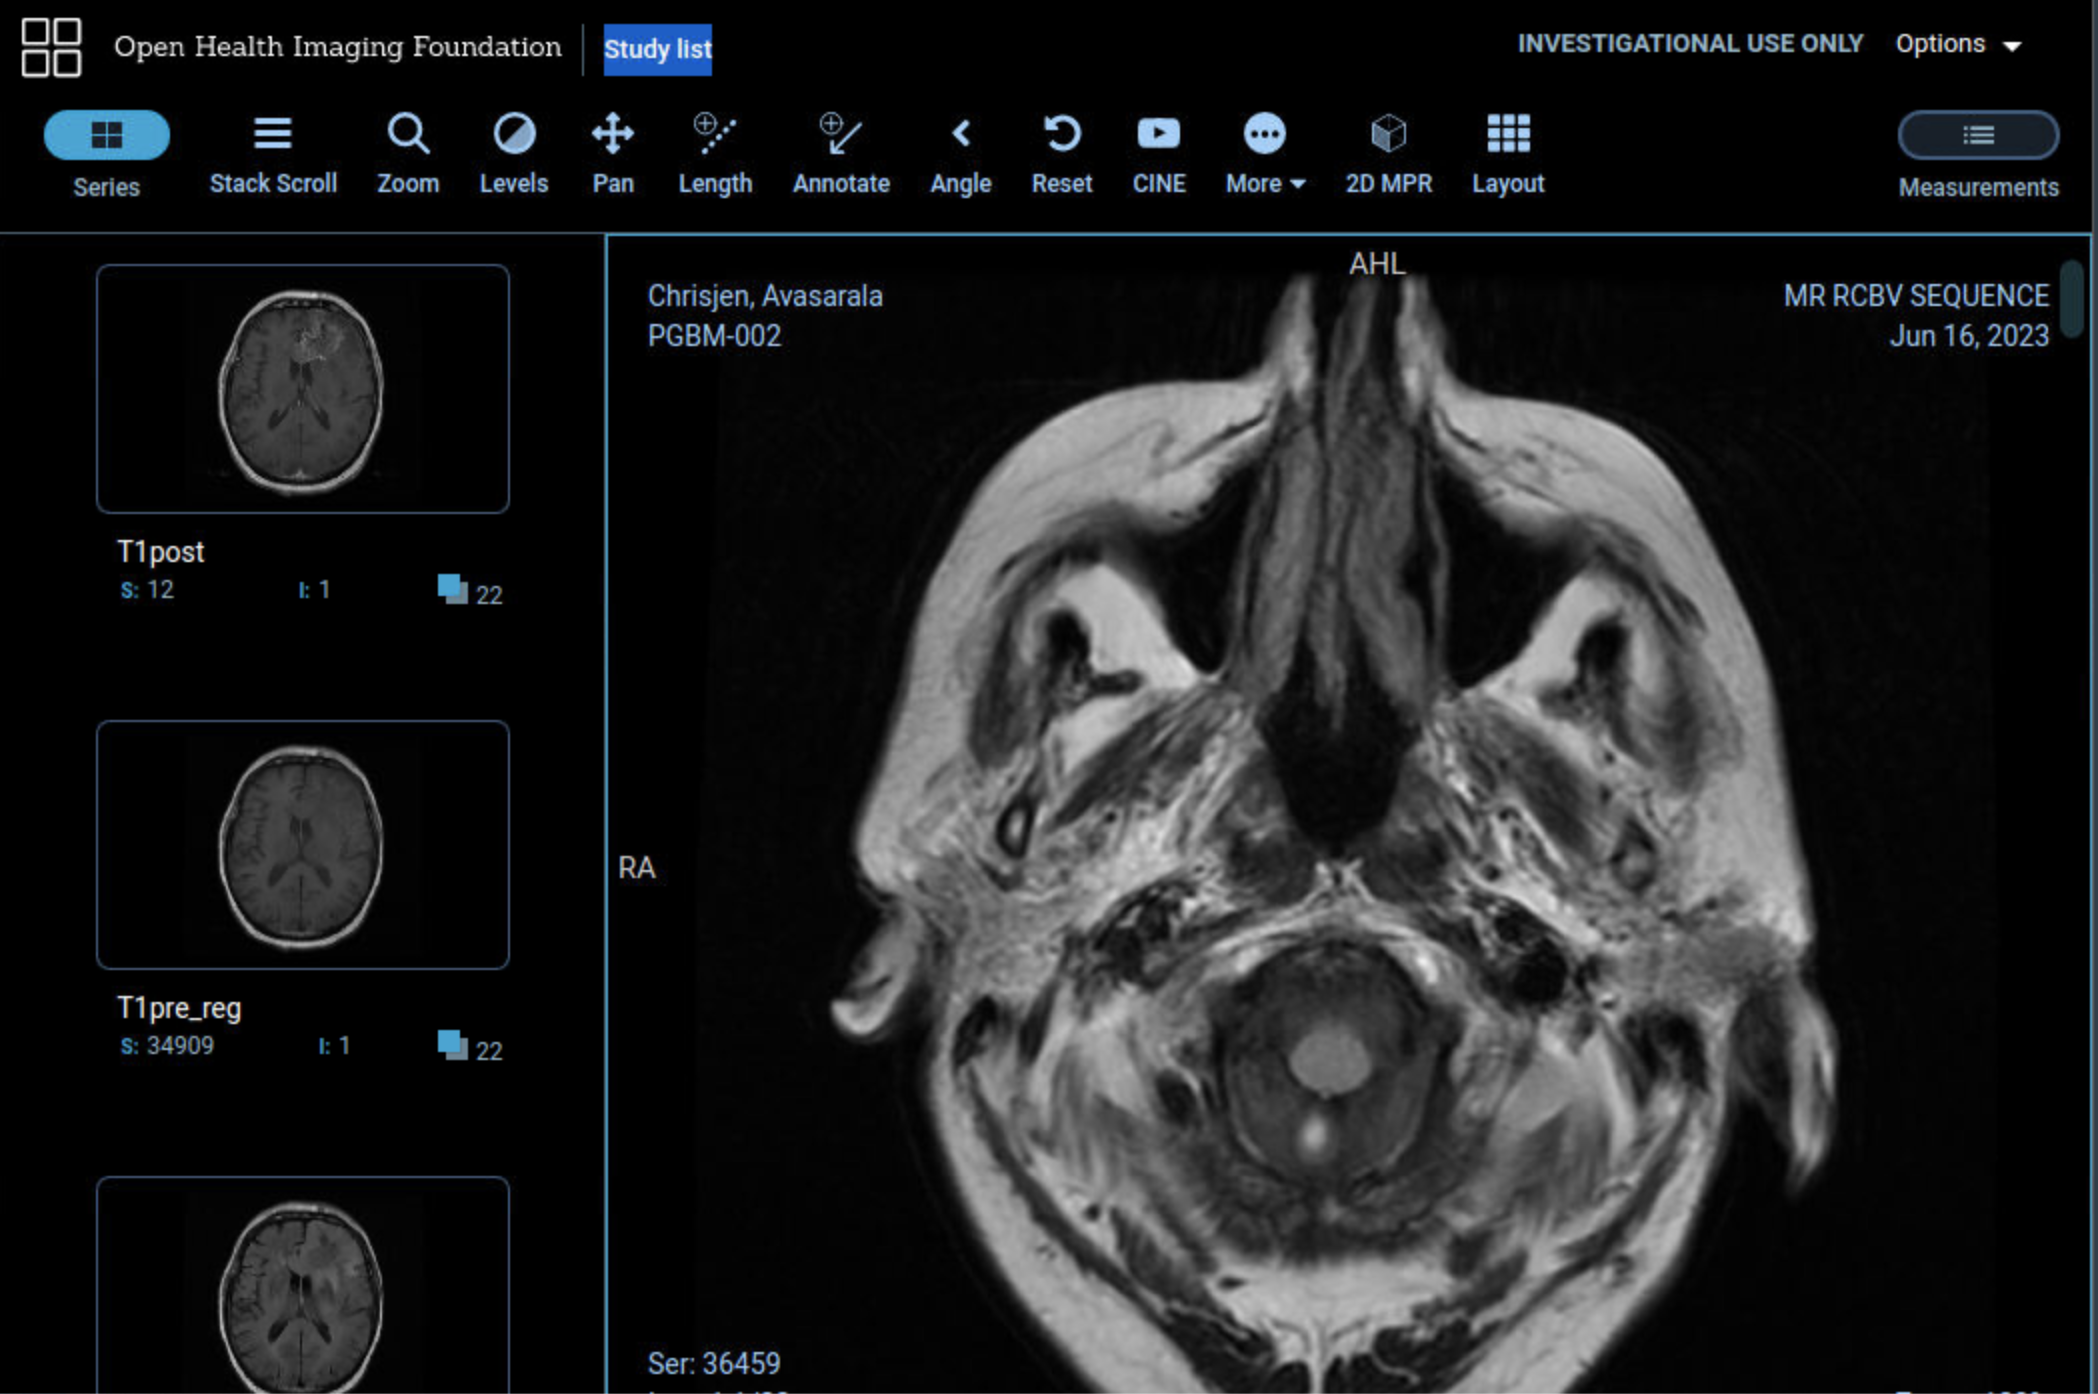 Open Health Imaging Foundation
Study list
INVESTIGATIONAL USE ONLY
Options
Series
Stack Scroll
Zoom
Levels
Pan
Length
Annotate
Angle
Reset
CINE
More
2D MPR
Layout
Measurements
T1post
S: 12 I: 1 22
T1pre_reg
S: 34909 I: 1 22
AHL
Chrisjen, Avasarala
PGBM-002
MR RCBV SEQUENCE
Jun 16, 2023
RA
Ser: 36459